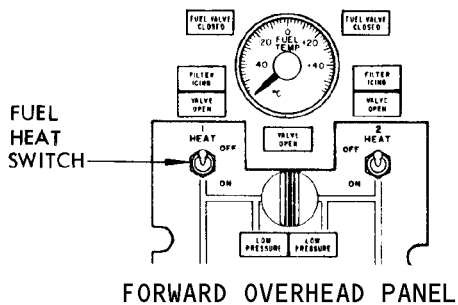 FUEL VALVE CLOSED
FUEL VALVE CLOSED
0
20 FUEL +20
TEMP
40 +40
°C
FILTER ICING
FILTER ICING
VALVE OPEN
VALVE OPEN
VALVE OPEN
FUEL
HEAT
SWITCH
1
HEAT
OFF
ON
2
HEAT
OFF
ON
LOW PRESSURE
LOW PRESSURE
FORWARD OVERHEAD PANEL